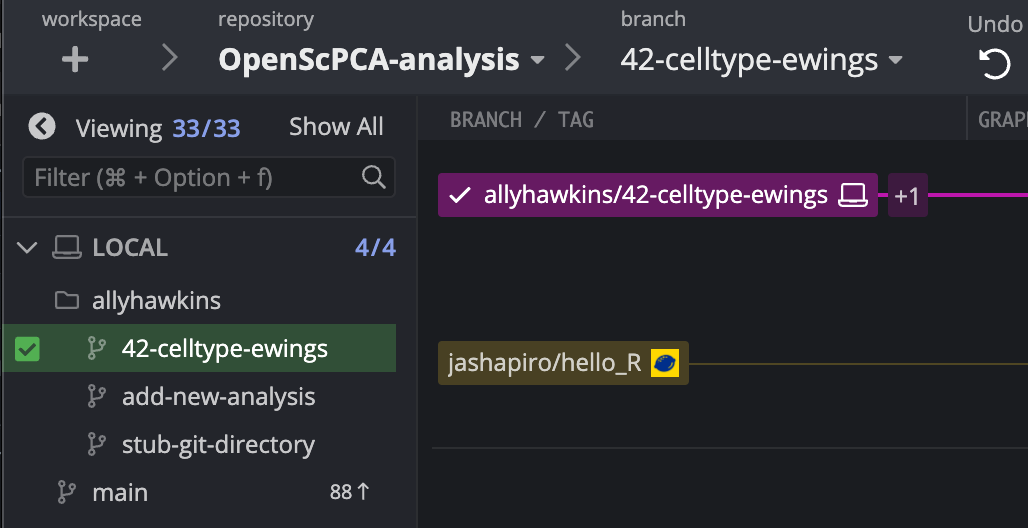 workspace
repository
branch
Undo
OpenScPCA-analysis
42-celltype-ewings
Viewing 33/33
Show All
BRANCH / TAG
GRAP
Filter (⌘ + Option + f)
allyhawkins/42-celltype-ewings
+1
LOCAL
4/4
allyhawkins
42-celltype-ewings
jashapiro/hello_R
add-new-analysis
stub-git-directory
main
88↑